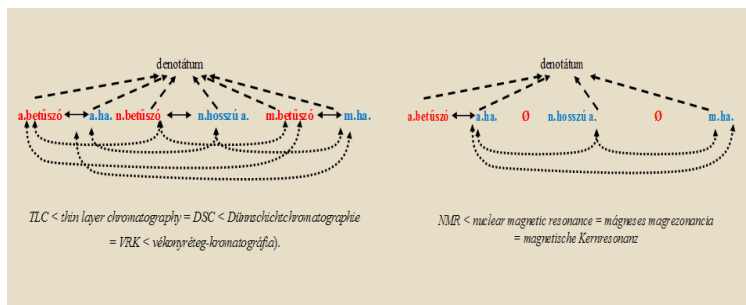 denotátum
a.betűszó a.ha. n.betűszó n.hosszú a. m.betűszó m.ha.
TLC < thin layer chromatography = DSC < Dünnschichtchromatographie
= VRK < vékonyréteg-kromatográfia).
denotátum
a.betűszó a.ha. Ø n.hosszú a. Ø m.ha.
NMR < nuclear magnetic resonance = mágneses magrezonancia
= magnetische Kernresonanz